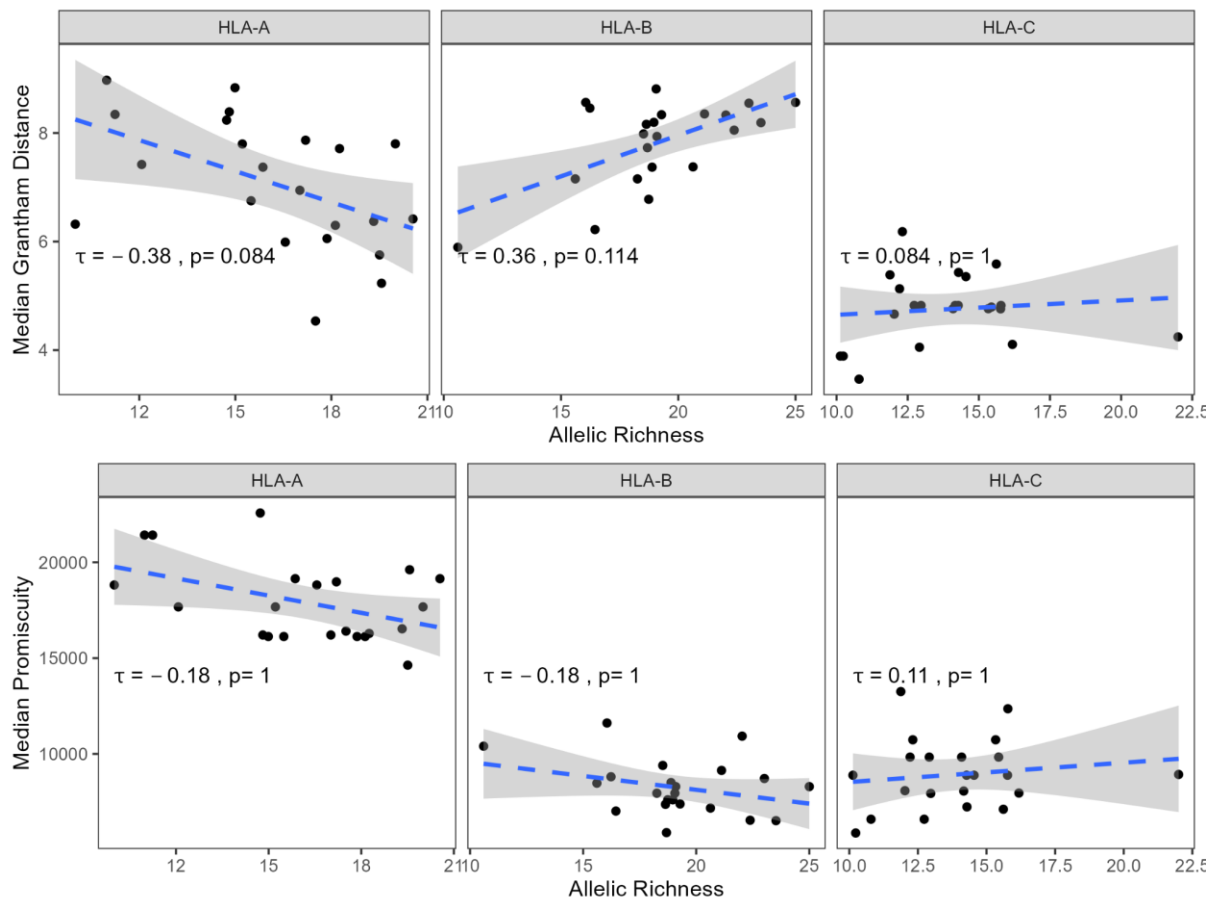 HLA-A HLA-B HLA-C
Median Grantham Distance
8
6
4
τ = −0.38 , p= 0.084
τ = 0.36 , p= 0.114
τ = 0.084 , p= 1
12 15 18 21
10 15 20 25
10.0 12.5 15.0 17.5 20.0 22.5
Allelic Richness
HLA-A HLA-B HLA-C
Median Promiscuity
20000
15000
10000
τ = −0.18 , p= 1
τ = −0.18 , p= 1
τ = 0.11 , p= 1
12 15 18 21
10 15 20 25
10.0 12.5 15.0 17.5 20.0 22.5
Allelic Richness